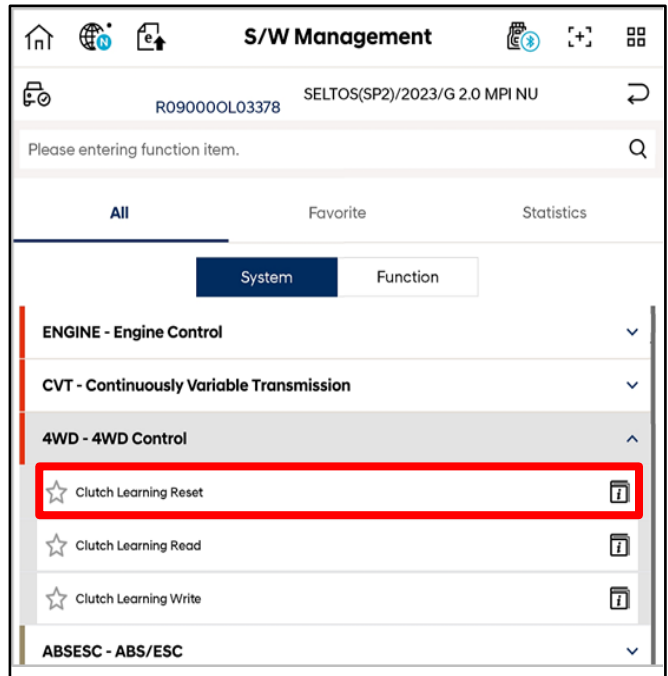 S/W Management
R09000OL03378 SELTOS(SP2)/2023/G 2.0 MPI NU
Please entering function item.
All Favorite Statistics
System Function
ENGINE - Engine Control
CVT - Continuously Variable Transmission
4WD - 4WD Control
Clutch Learning Reset
Clutch Learning Read
Clutch Learning Write
ABSESC - ABS/ESC